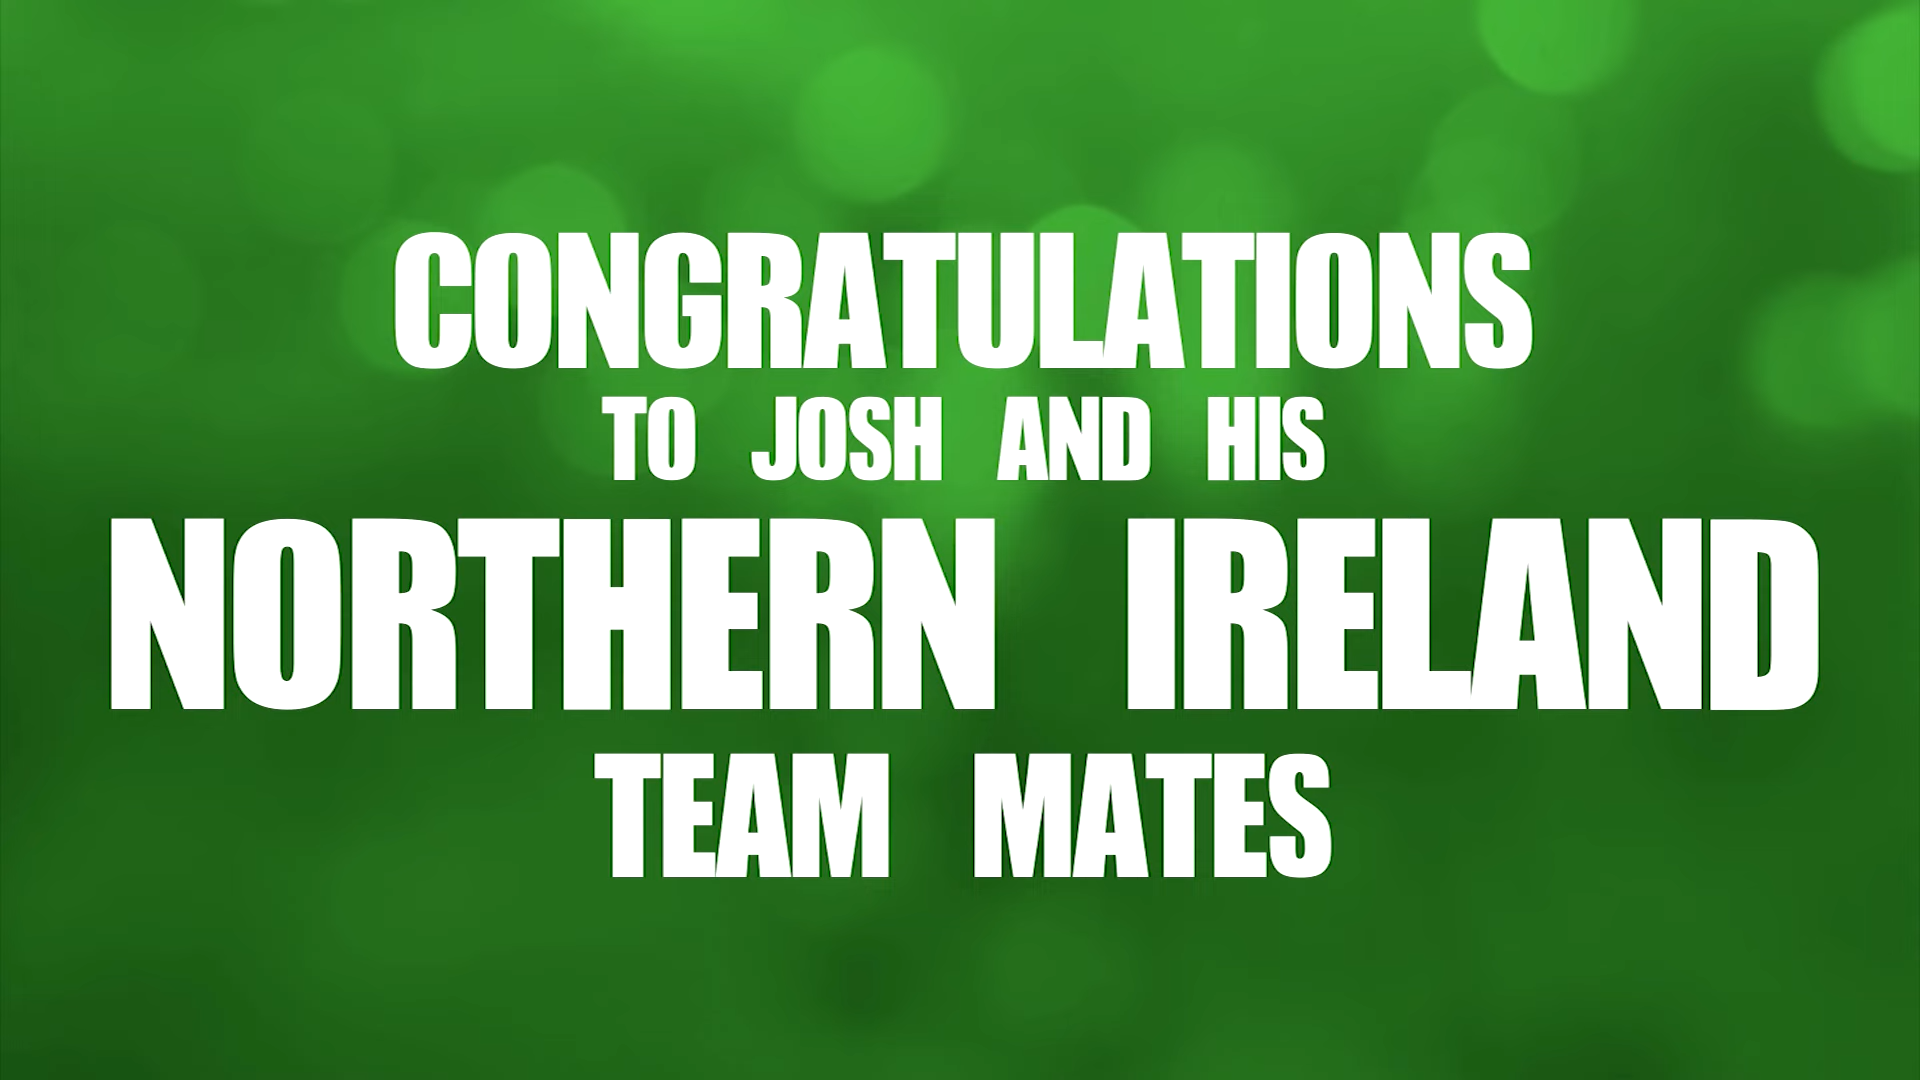 CONGRATULATIONS
TO JOSH AND HIS
NORTHERN IRELAND
TEAM MATES